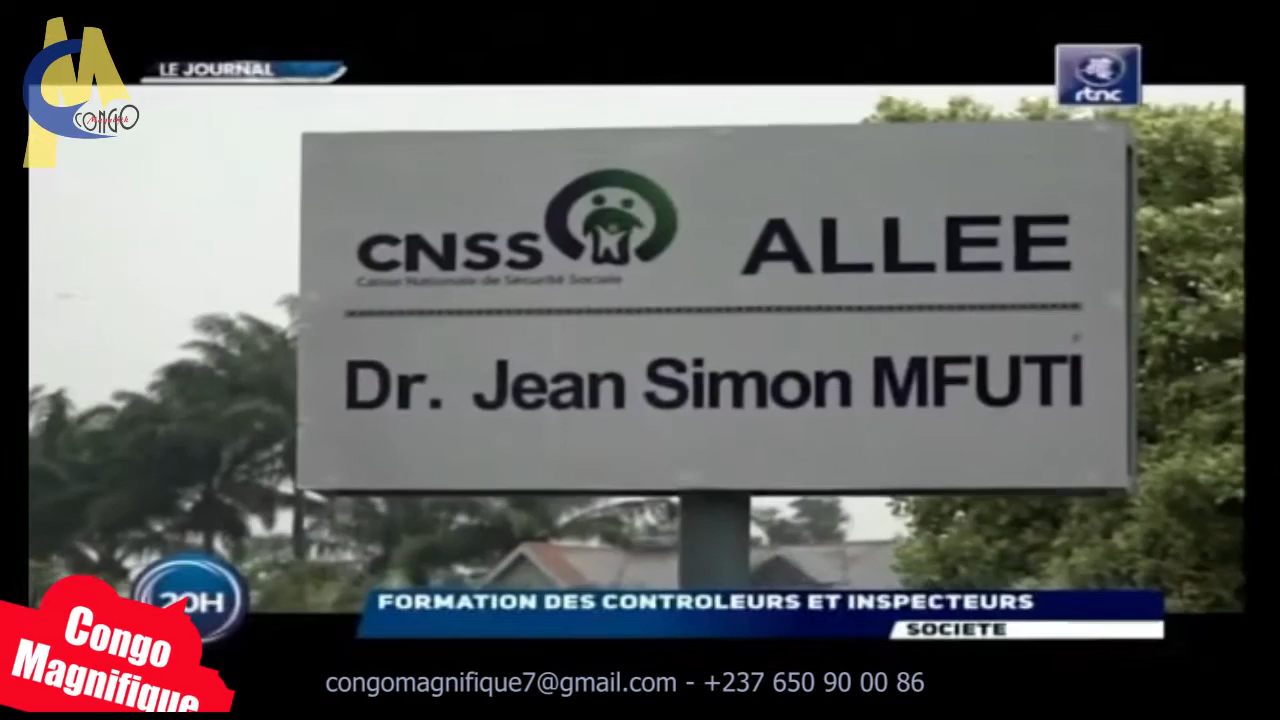 LE JOURNAL
rtnc
CONGO
CNSS
Caisse Nationale de Sécurité Sociale
ALLEE
Dr. Jean Simon MFUTI
20H
FORMATION DES CONTROLEURS ET INSPECTEURS
SOCIETE
Congo
Magnifique
congomagnifique7@gmail.com - +237 650 90 00 86